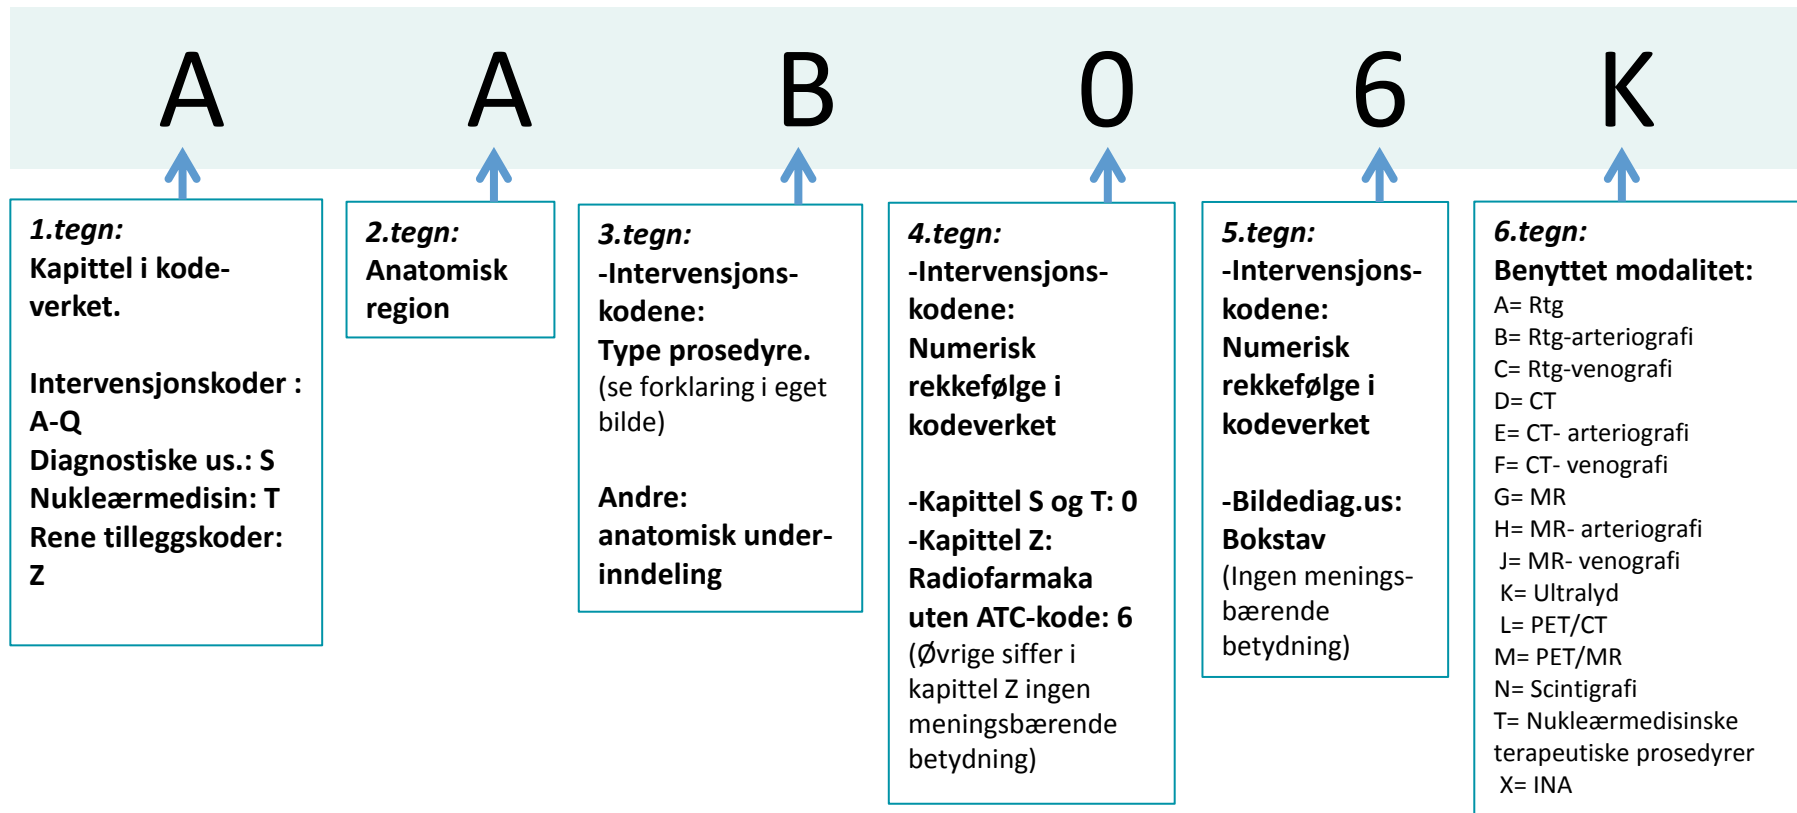 A A B 0 6 K
1.tegn:
Kapittel i kode-
verket.
Intervensjonskoder :
A-Q
Diagnostiske us.: S
Nukleærmedisin: T
Rene tilleggskoder:
Z
2.tegn:
Anatomisk
region
3.tegn:
-Intervensjons-
kodene:
Type prosedyre.
(se forklaring i eget
bilde)
Andre:
anatomisk under-
inndeling
4.tegn:
-Intervensjons-
kodene:
Numerisk
rekkefølge i
kodeverket
-Kapittel S og T: 0
-Kapittel Z:
Radiofarmaka
uten ATC-kode: 6
(Øvrige siffer i
kapittel Z ingen
meningsbærende
betydning)
5.tegn:
-Intervensjons-
kodene:
Numerisk
rekkefølge i
kodeverket
-Bildediag.us:
Bokstav
(Ingen menings-
bærende
betydning)
6.tegn:
Benyttet modalitet:
A= Rtg
B= Rtg-arteriografi
C= Rtg-venografi
D= CT
E= CT- arteriografi
F= CT- venografi
G= MR
H= MR- arteriografi
J= MR- venografi
K= Ultralyd
L= PET/CT
M= PET/MR
N= Scintigrafi
T= Nukleærmedisinske
terapeutiske prosedyrer
X= INA